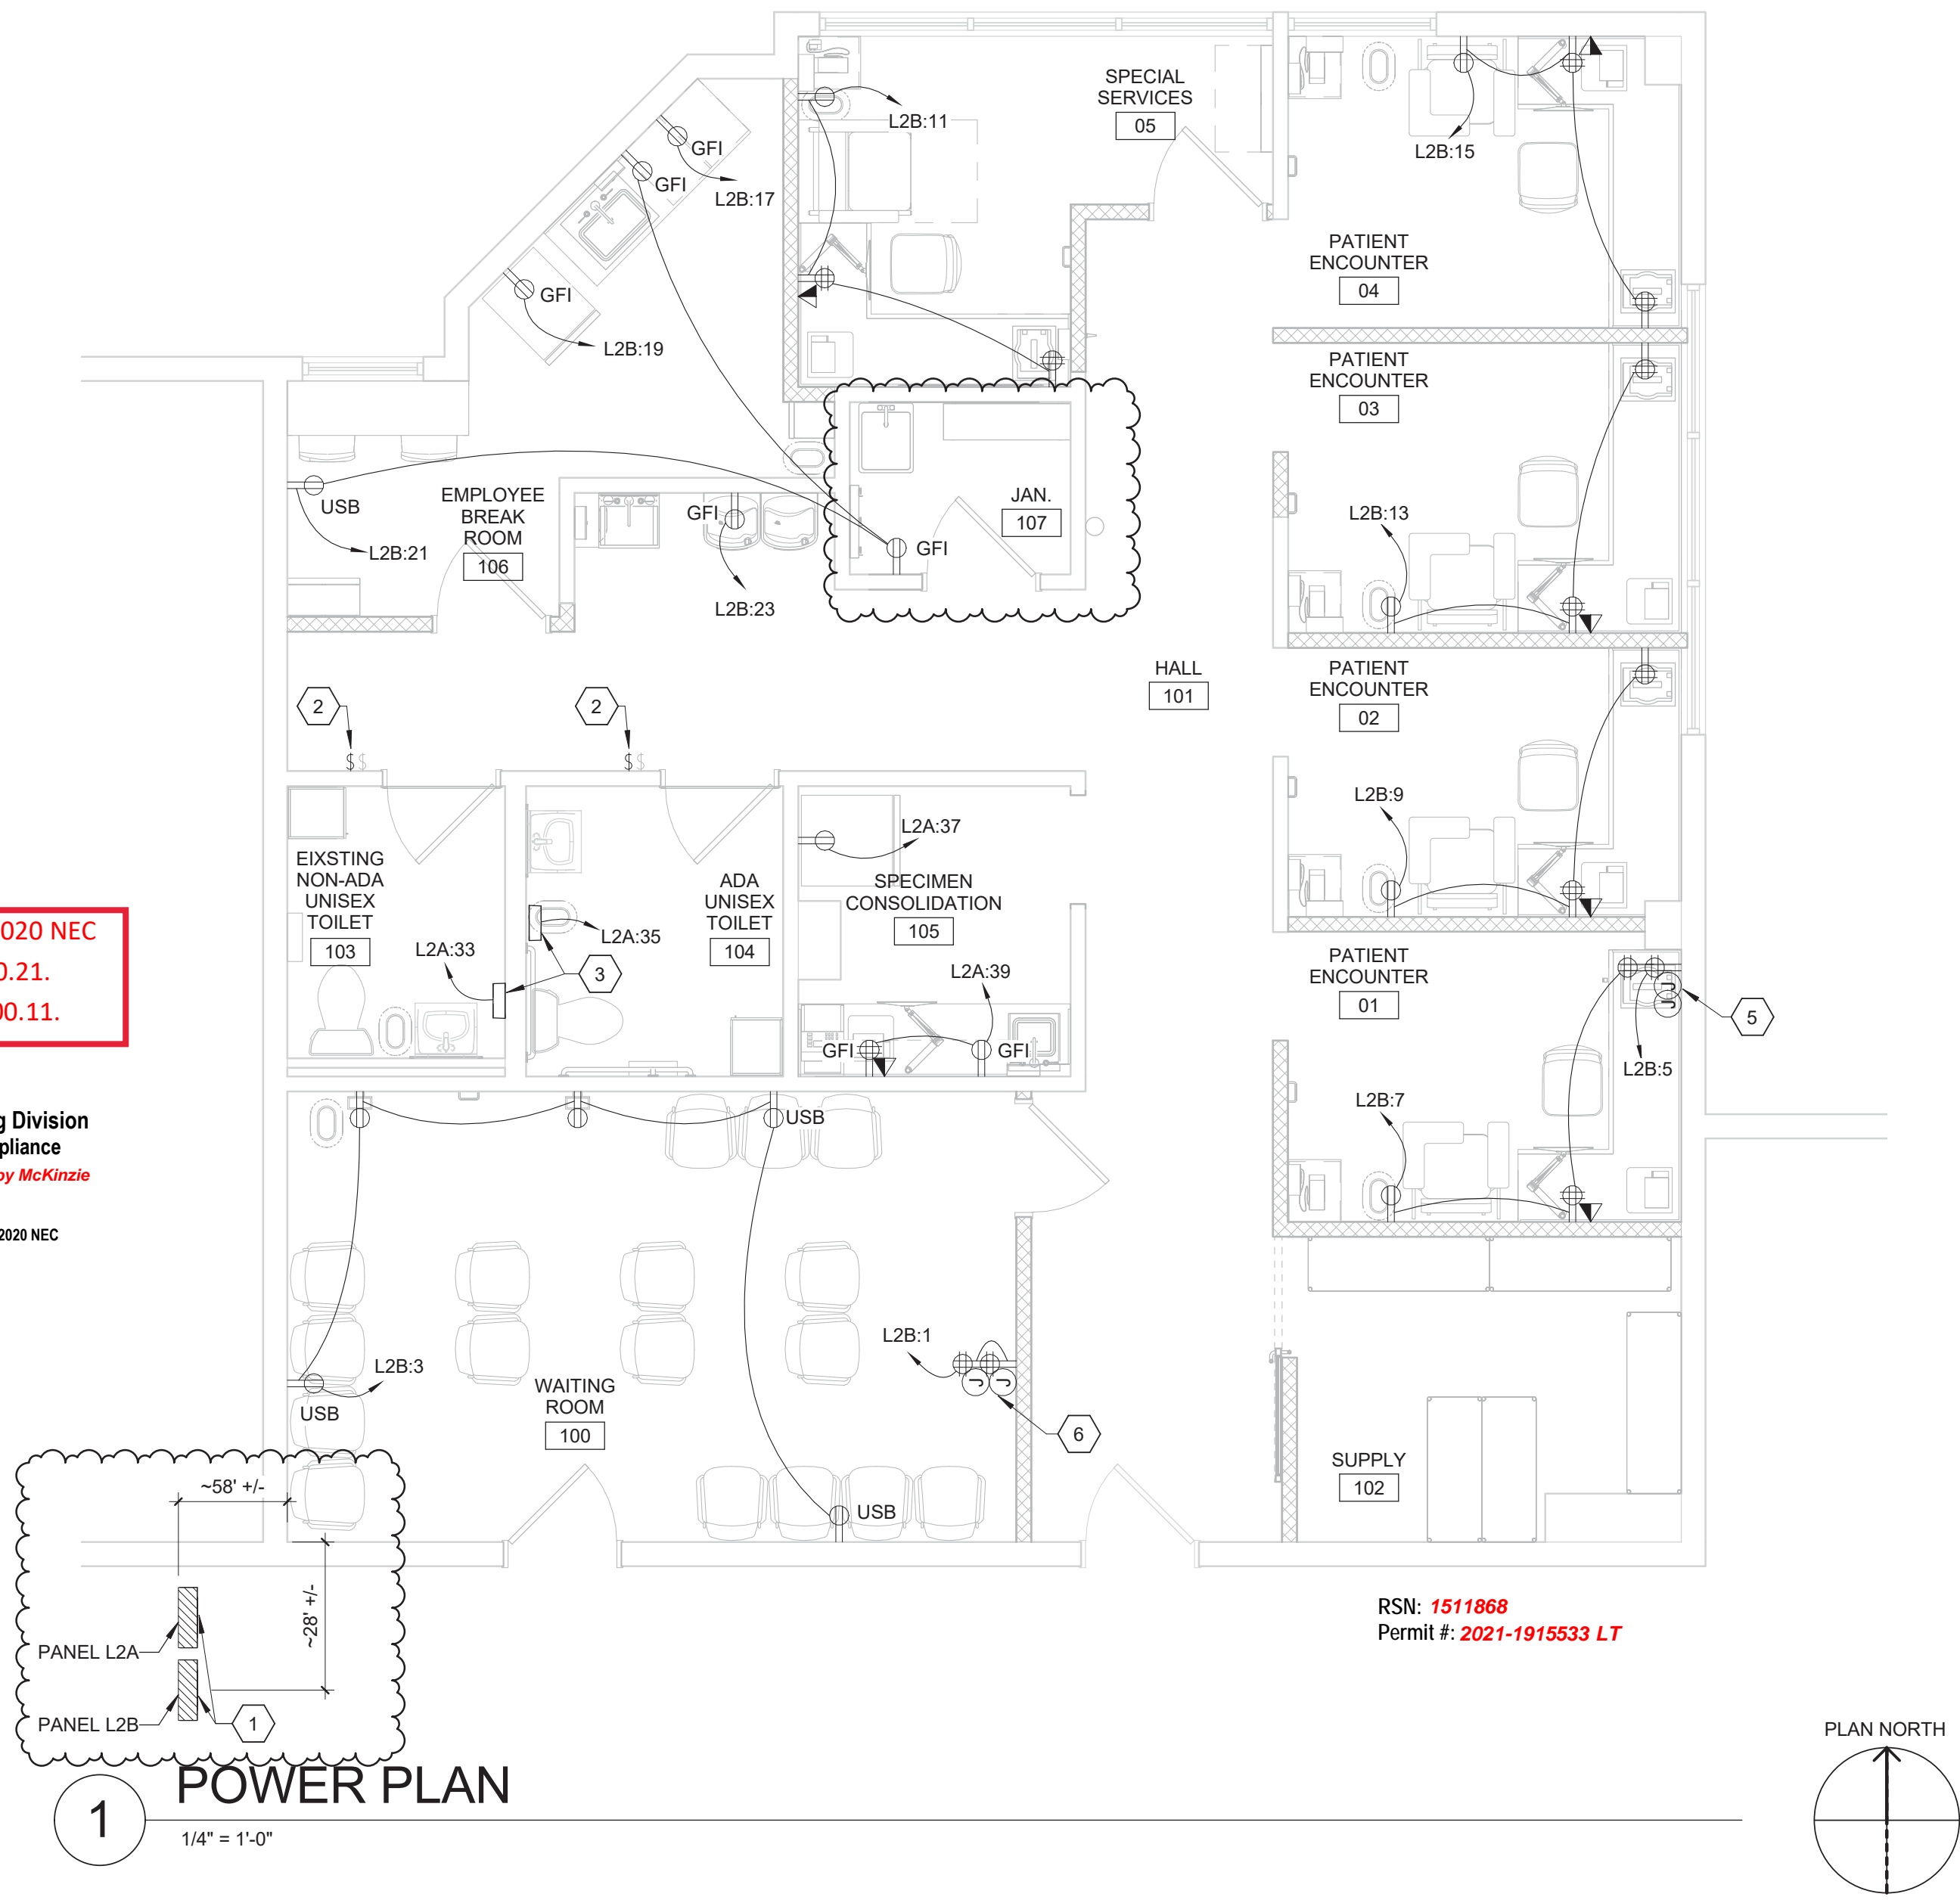 SPECIAL
SERVICES
05
L2B:11
GFI
GFI
L2B:17
L2B:15
GFI
L2B:19
PATIENT
ENCOUNTER
04
PATIENT
ENCOUNTER
03
USB
L2B:21
EMPLOYEE
BREAK
ROOM
106
GFI
L2B:23
JAN.
107
GFI
L2B:13
HALL
101
PATIENT
ENCOUNTER
02
2
2
$ $
$ $
L2B:9
EIXSTING
NON-ADA
UNISEX
TOILET
103
L2A:33
ADA
UNISEX
TOILET
104
L2A:35
3
L2A:37
SPECIMEN
CONSOLIDATION
105
L2A:39
GFI
GFI
PATIENT
ENCOUNTER
01
J
J
5
L2B:5
L2B:7
020 NEC
0.21.
00.11.
g Division
pliance
by McKinzie
2020 NEC
USB
L2B:3
USB
L2B:1
J
J
6
WAITING
ROOM
100
USB
SUPPLY
102
~58' +/-
~28' +/-
PANEL L2A
PANEL L2B
1
RSN: 1511868
Permit #: 2021-1915533 LT
PLAN NORTH
1
POWER PLAN
1/4" = 1'-0"